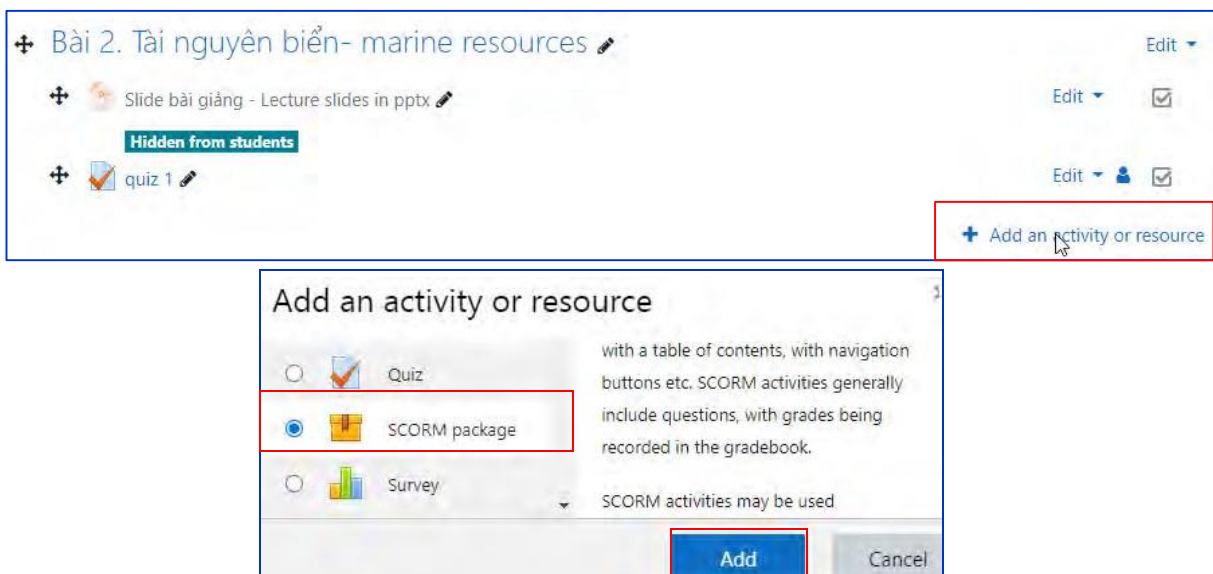 Bài 2. Tài nguyên biển- marine resources
Edit
Slide bài giảng - Lecture slides in pptx
Edit
Hidden from students
quiz 1
Edit
Add an activity or resource
Add an activity or resource
Quiz
SCORM package
Survey
with a table of contents, with navigation
buttons etc. SCORM activities generally
include questions, with grades being
recorded in the gradebook.
SCORM activities may be used
Add
Cancel